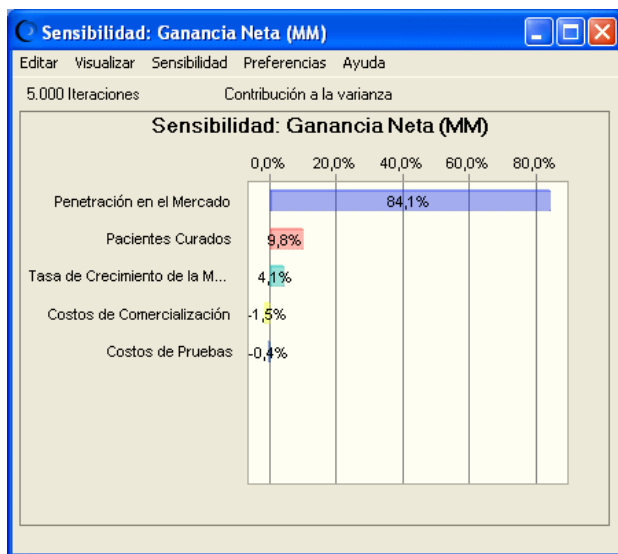 Sensibilidad: Ganancia Neta (MM)
Editar Visualizar Sensibilidad Preferencias Ayuda
5.000 Iteraciones Contribución a la varianza
Sensibilidad: Ganancia Neta (MM)
0,0% 20,0% 40,0% 60,0% 80,0%
Penetración en el Mercado 84,1%
Pacientes Curados 9,8%
Tasa de Crecimiento de la M... 4,1%
Costos de Comercialización -1,5%
Costos de Pruebas -0,4%